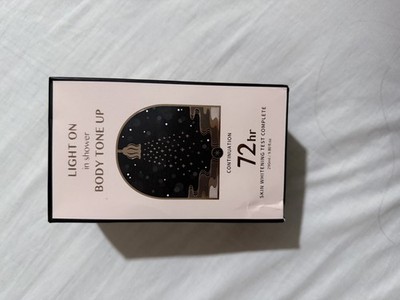 LIGHT ON
in shower
BODY TONE UP
CONTINUATION
72hr
SKIN WHITENING TEST COMPLETE